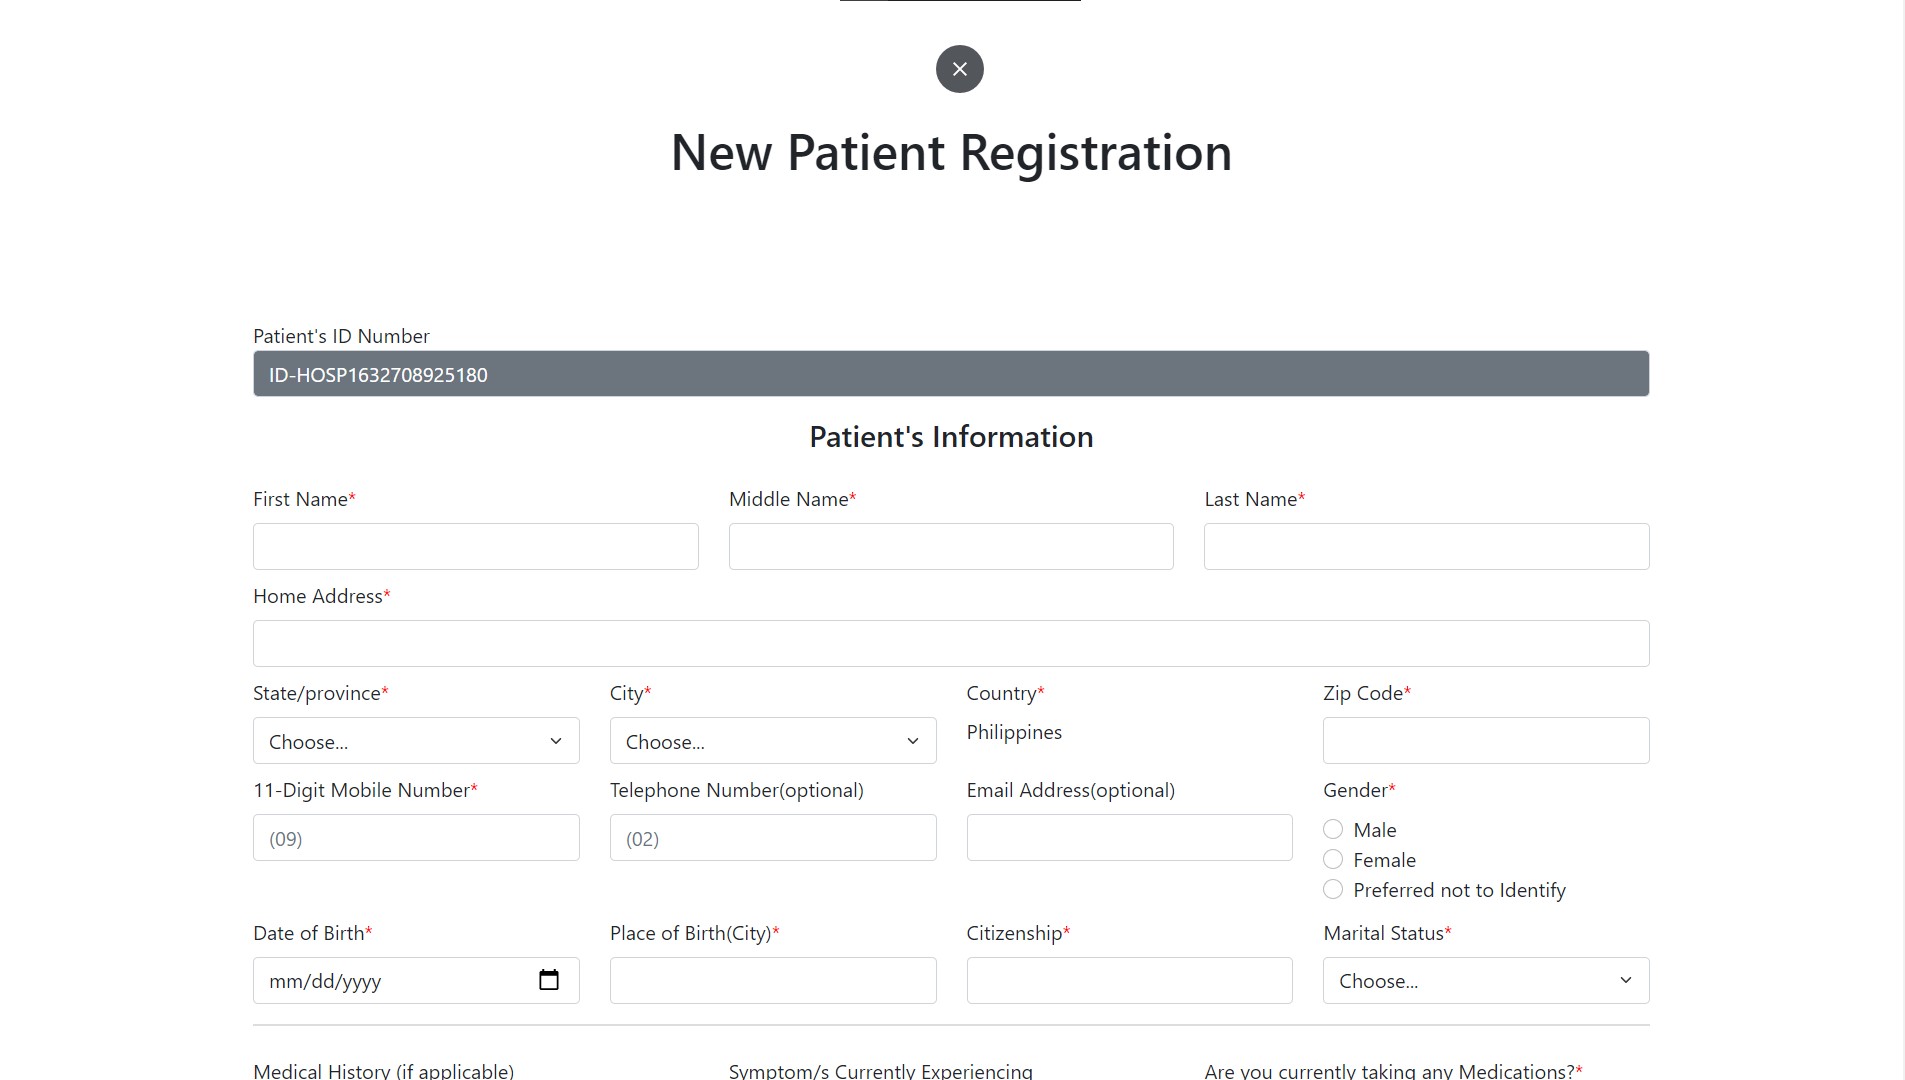 New Patient Registration
Patient's ID Number
ID-HOSP1632708925180
Patient's Information
First Name* Middle Name* Last Name*
Home Address*
State/province* City* Country* Zip Code*
Choose... Choose... Philippines
11-Digit Mobile Number* Telephone Number(optional) Email Address(optional) Gender*
(09) (02) Male
Female
Preferred not to Identify
Date of Birth* Place of Birth(City)* Citizenship* Marital Status*
mm/dd/yyyy Choose...
Medical History (if applicable) Symptom/s Currently Experiencing Are you currently taking any Medications?*